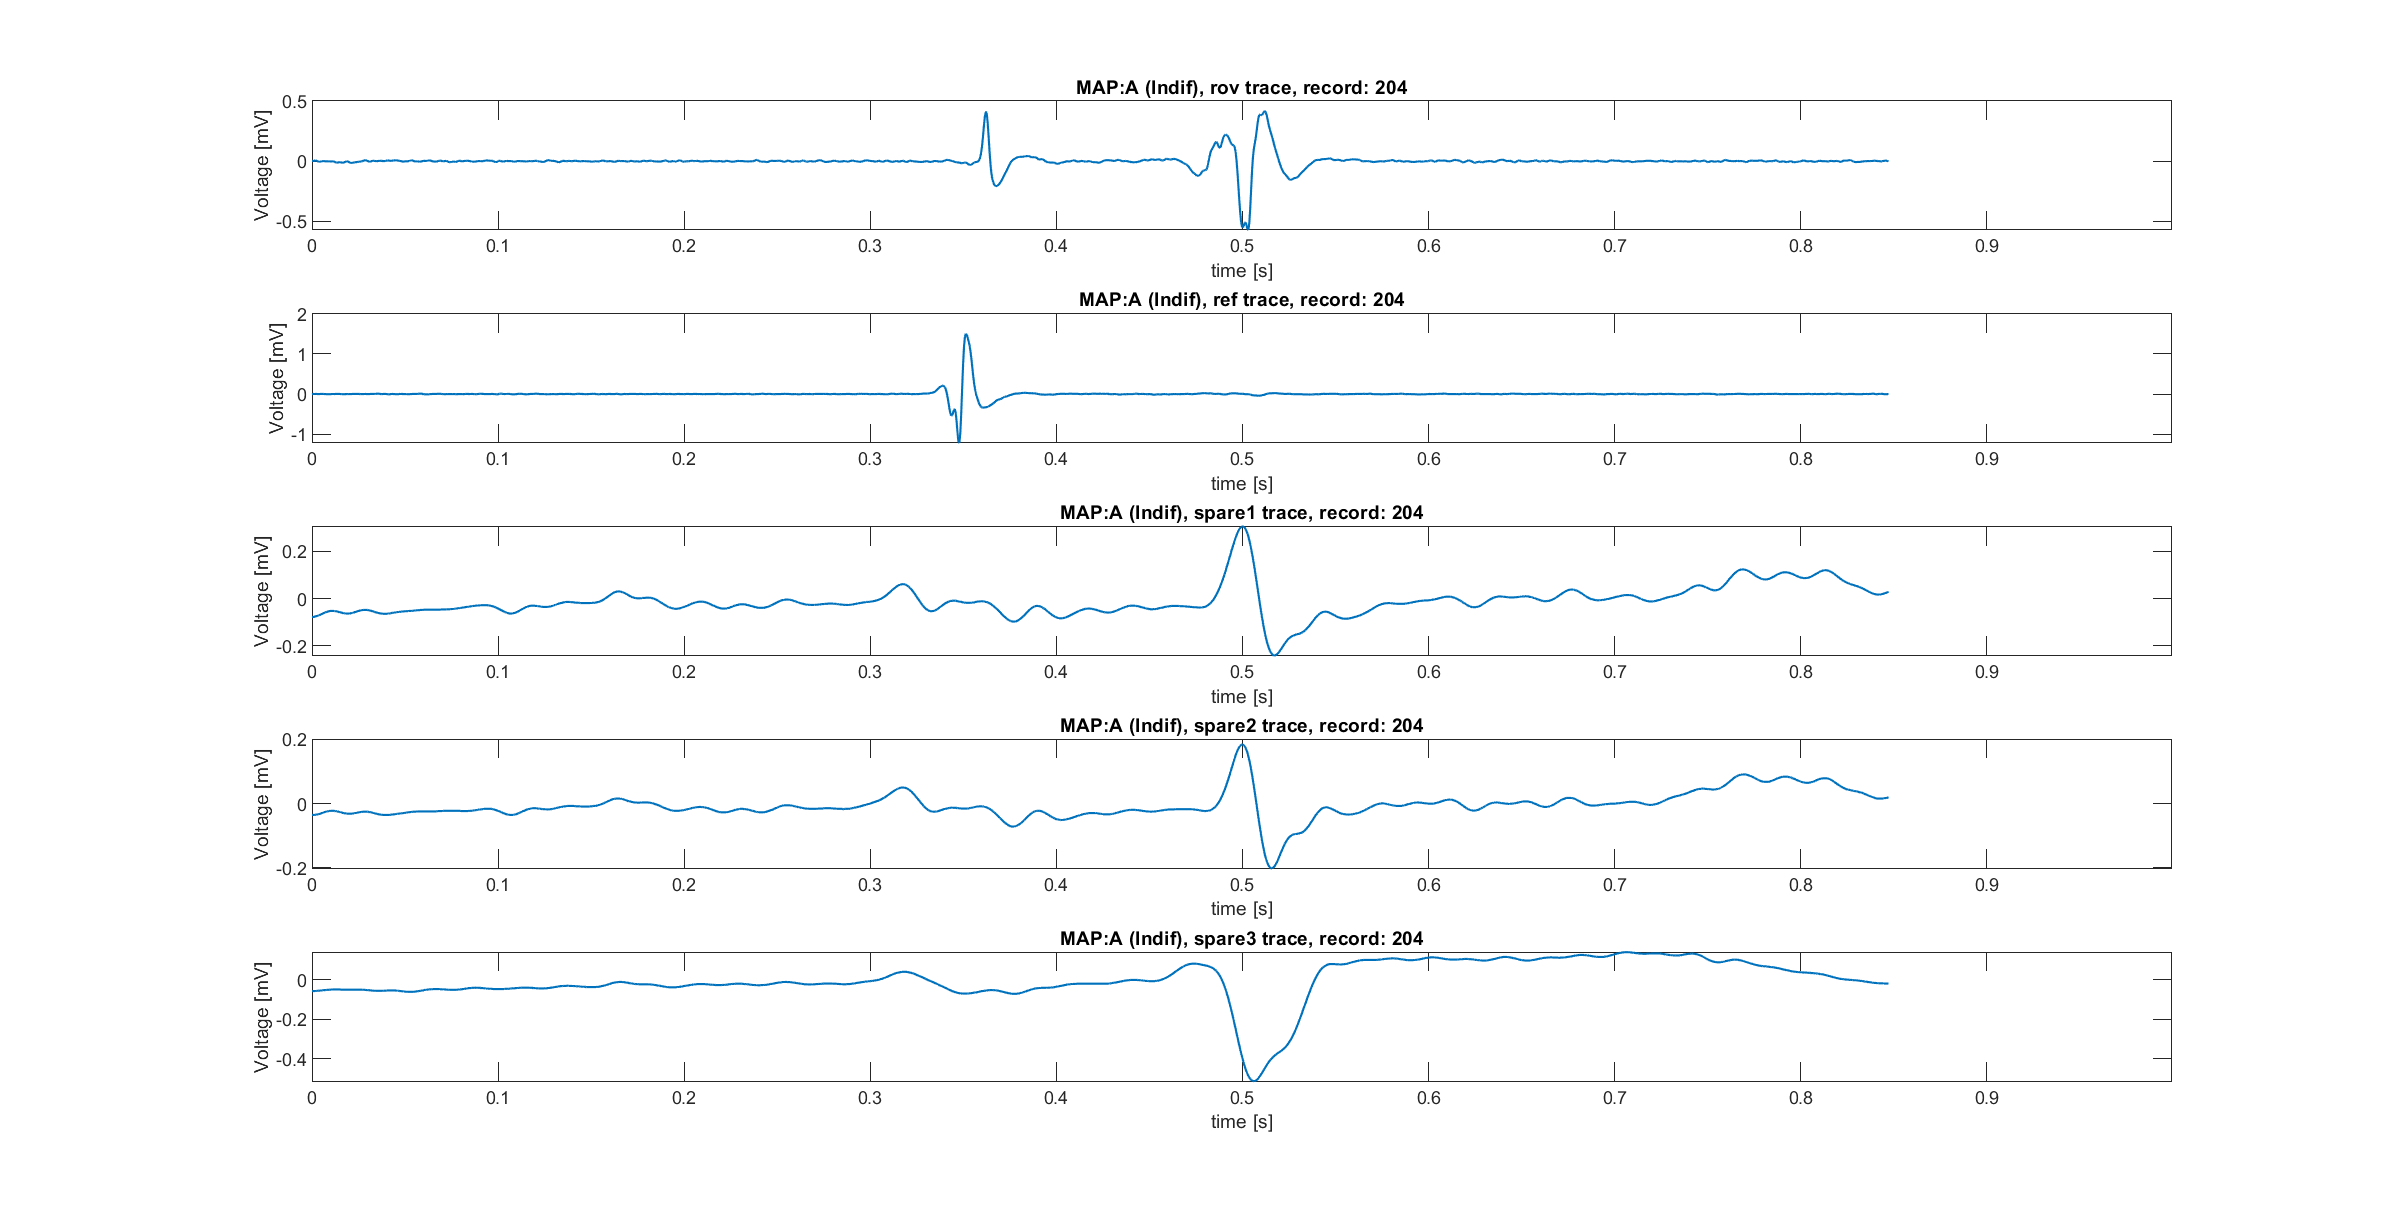 MAP:A (Indif), rov trace, record: 204
Voltage [mV]
0.5
0
-0.5
0 0.1 0.2 0.3 0.4 0.5 0.6 0.7 0.8 0.9
time [s]
MAP:A (Indif), ref trace, record: 204
Voltage [mV]
2
1
0
-1
0 0.1 0.2 0.3 0.4 0.5 0.6 0.7 0.8 0.9
time [s]
MAP:A (Indif), spare1 trace, record: 204
Voltage [mV]
0.2
0
-0.2
0 0.1 0.2 0.3 0.4 0.5 0.6 0.7 0.8 0.9
time [s]
MAP:A (Indif), spare2 trace, record: 204
Voltage [mV]
0.2
0
-0.2
0 0.1 0.2 0.3 0.4 0.5 0.6 0.7 0.8 0.9
time [s]
MAP:A (Indif), spare3 trace, record: 204
Voltage [mV]
0
-0.2
-0.4
0 0.1 0.2 0.3 0.4 0.5 0.6 0.7 0.8 0.9
time [s]